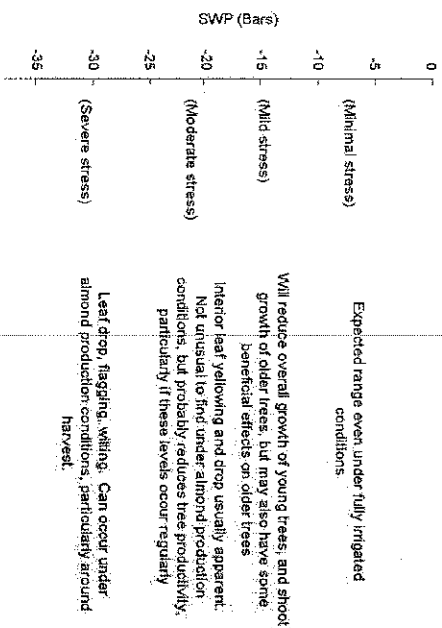 SWP (Bars)
0
-5
-10
-15
-20
-25
-30
-35
(Minimal stress)
(Mild stress)
(Moderate stress)
(Severe stress)
Expected range even under fully irrigated
conditions.
Will reduce overall growth of young trees, and shoot
growth of older trees, but may also have some
beneficial effects on older trees
Interior leaf yellowing and drop usually apparent.
Not unusual to find under almond production
conditions, but probably reduces tree productivity,
particularly if these levels occur regularly
Leaf drop, flagging, wilting. Can occur under
almond production conditions, particularly around
harvest.